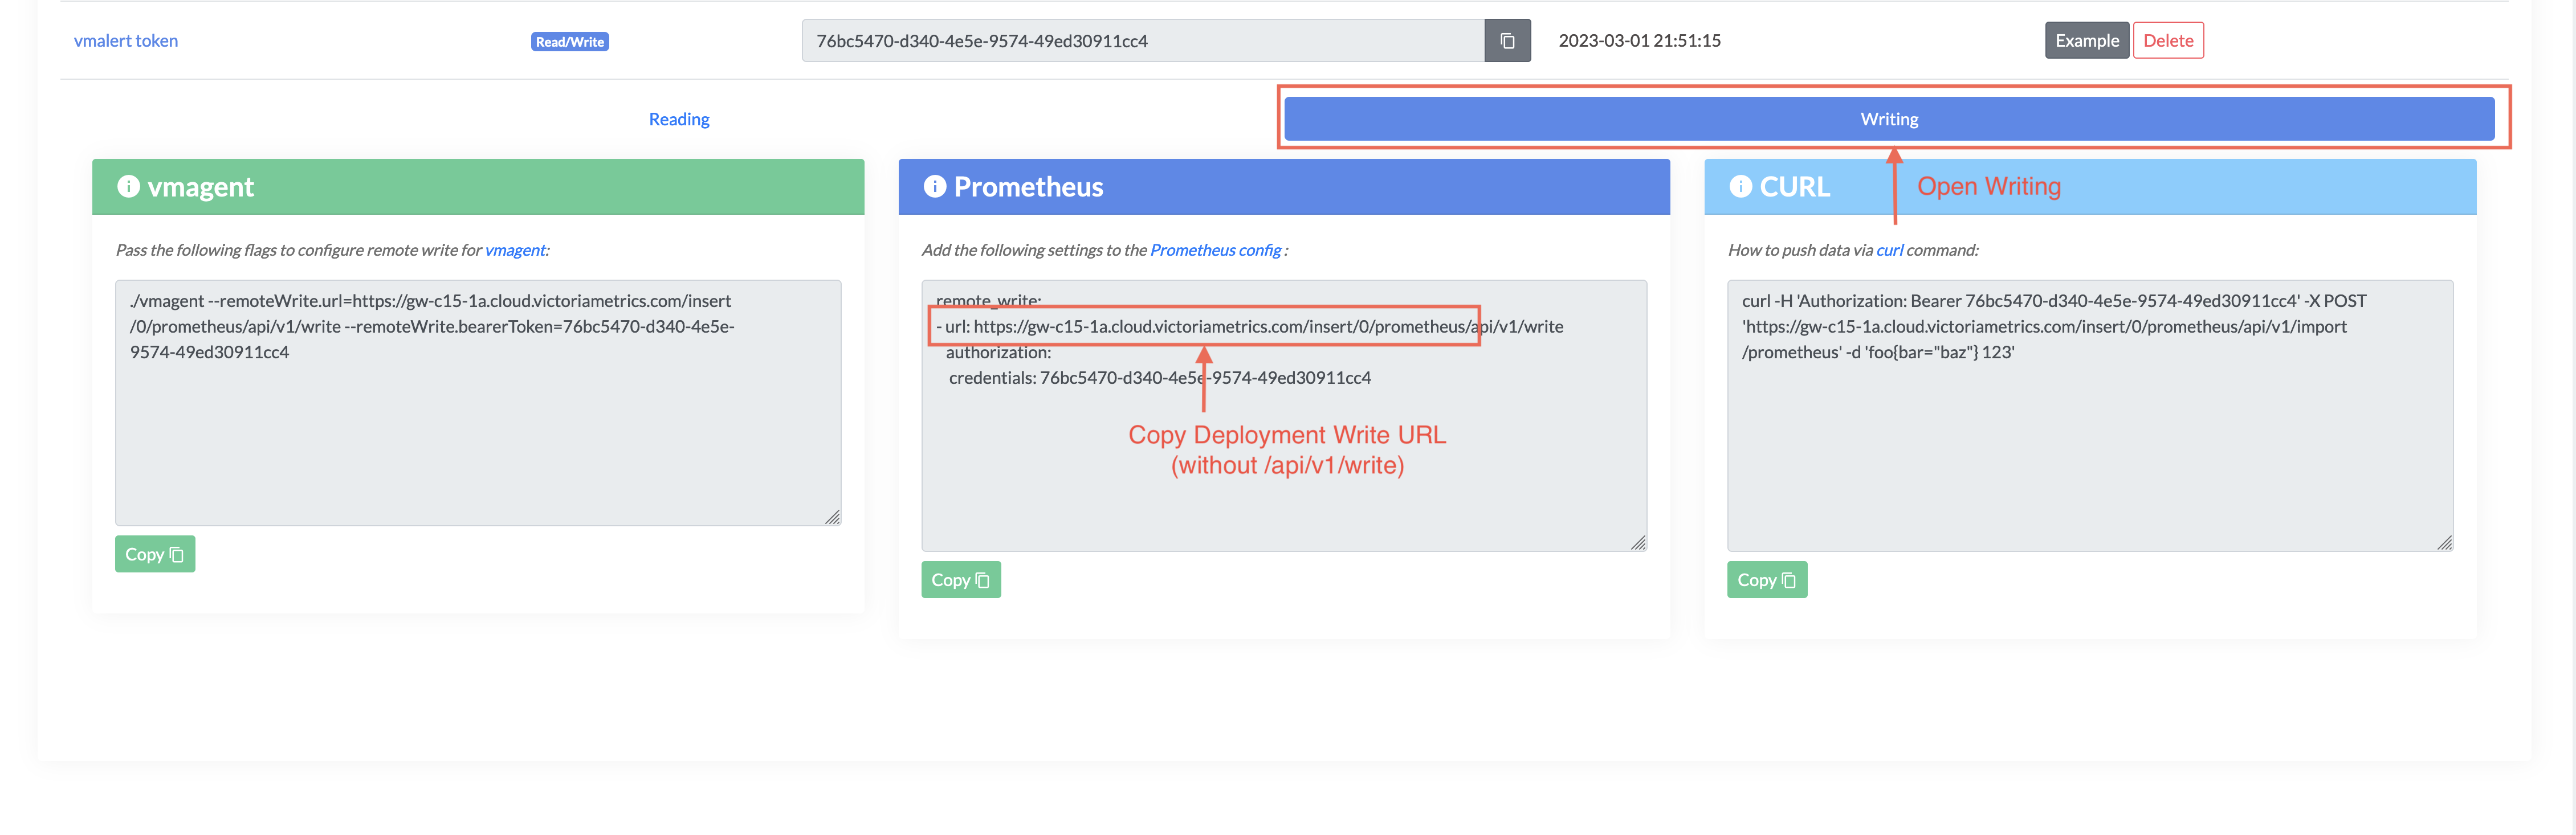 vmalert token Read/Write 76bc5470-d340-4e5e-9574-49ed30911cc4 2023-03-01 21:51:15 Example Delete
Reading Writing
vmagent
Pass the following flags to configure remote write for vmagent:
./vmagent --remoteWrite.url=https://gw-c15-1a.cloud.victoriametrics.com/insert
/0/prometheus/api/v1/write --remoteWrite.bearerToken=76bc5470-d340-4e5e-
9574-49ed30911cc4
Copy
Prometheus
Add the following settings to the Prometheus config :
remote_write:
- url: https://gw-c15-1a.cloud.victoriametrics.com/insert/0/prometheus/api/v1/write
authorization:
credentials: 76bc5470-d340-4e5e-9574-49ed30911cc4
Copy Deployment Write URL
(without /api/v1/write)
Copy
CURL
Open Writing
How to push data via curl command:
curl -H 'Authorization: Bearer 76bc5470-d340-4e5e-9574-49ed30911cc4' -X POST
'https://gw-c15-1a.cloud.victoriametrics.com/insert/0/prometheus/api/v1/import
/prometheus' -d 'foo{bar="baz"} 123'
Copy